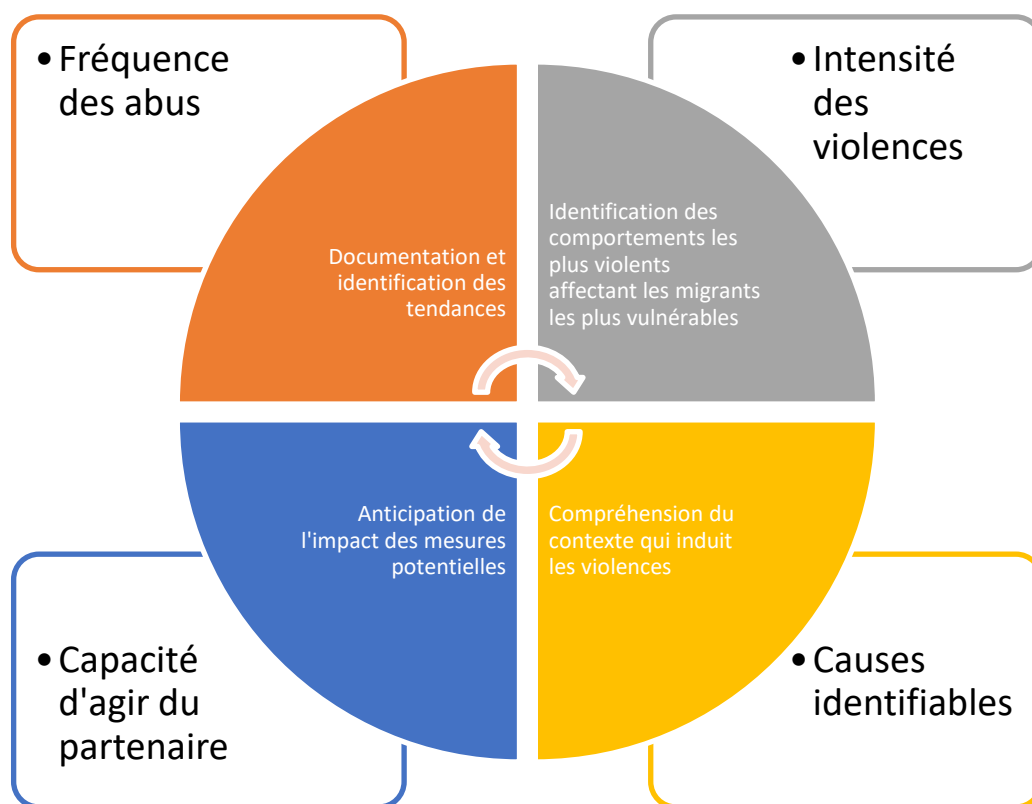 • Fréquence
des abus
• Intensité
des
violences
Documentation et
identification des
tendances
Identification des
comportements les
plus violents
affectant les migrants
les plus vulnérables
Anticipation de
l'impact des mesures
potentielles
Compréhension du
contexte qui induit
les violences
• Capacité
d'agir du
partenaire
• Causes
identifiables